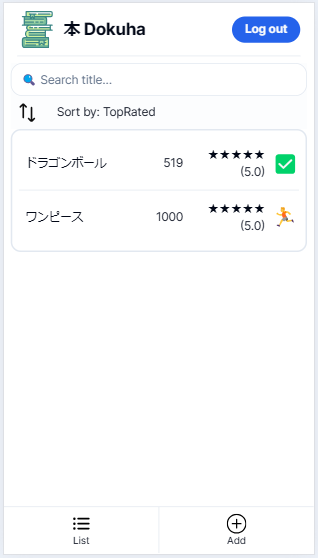 本 Dokuha
Log out
Search title...
Sort by: TopRated
ドラゴンボール 519 ★★★★★ (5.0)
ワンピース 1000 ★★★★★ (5.0)
List
Add